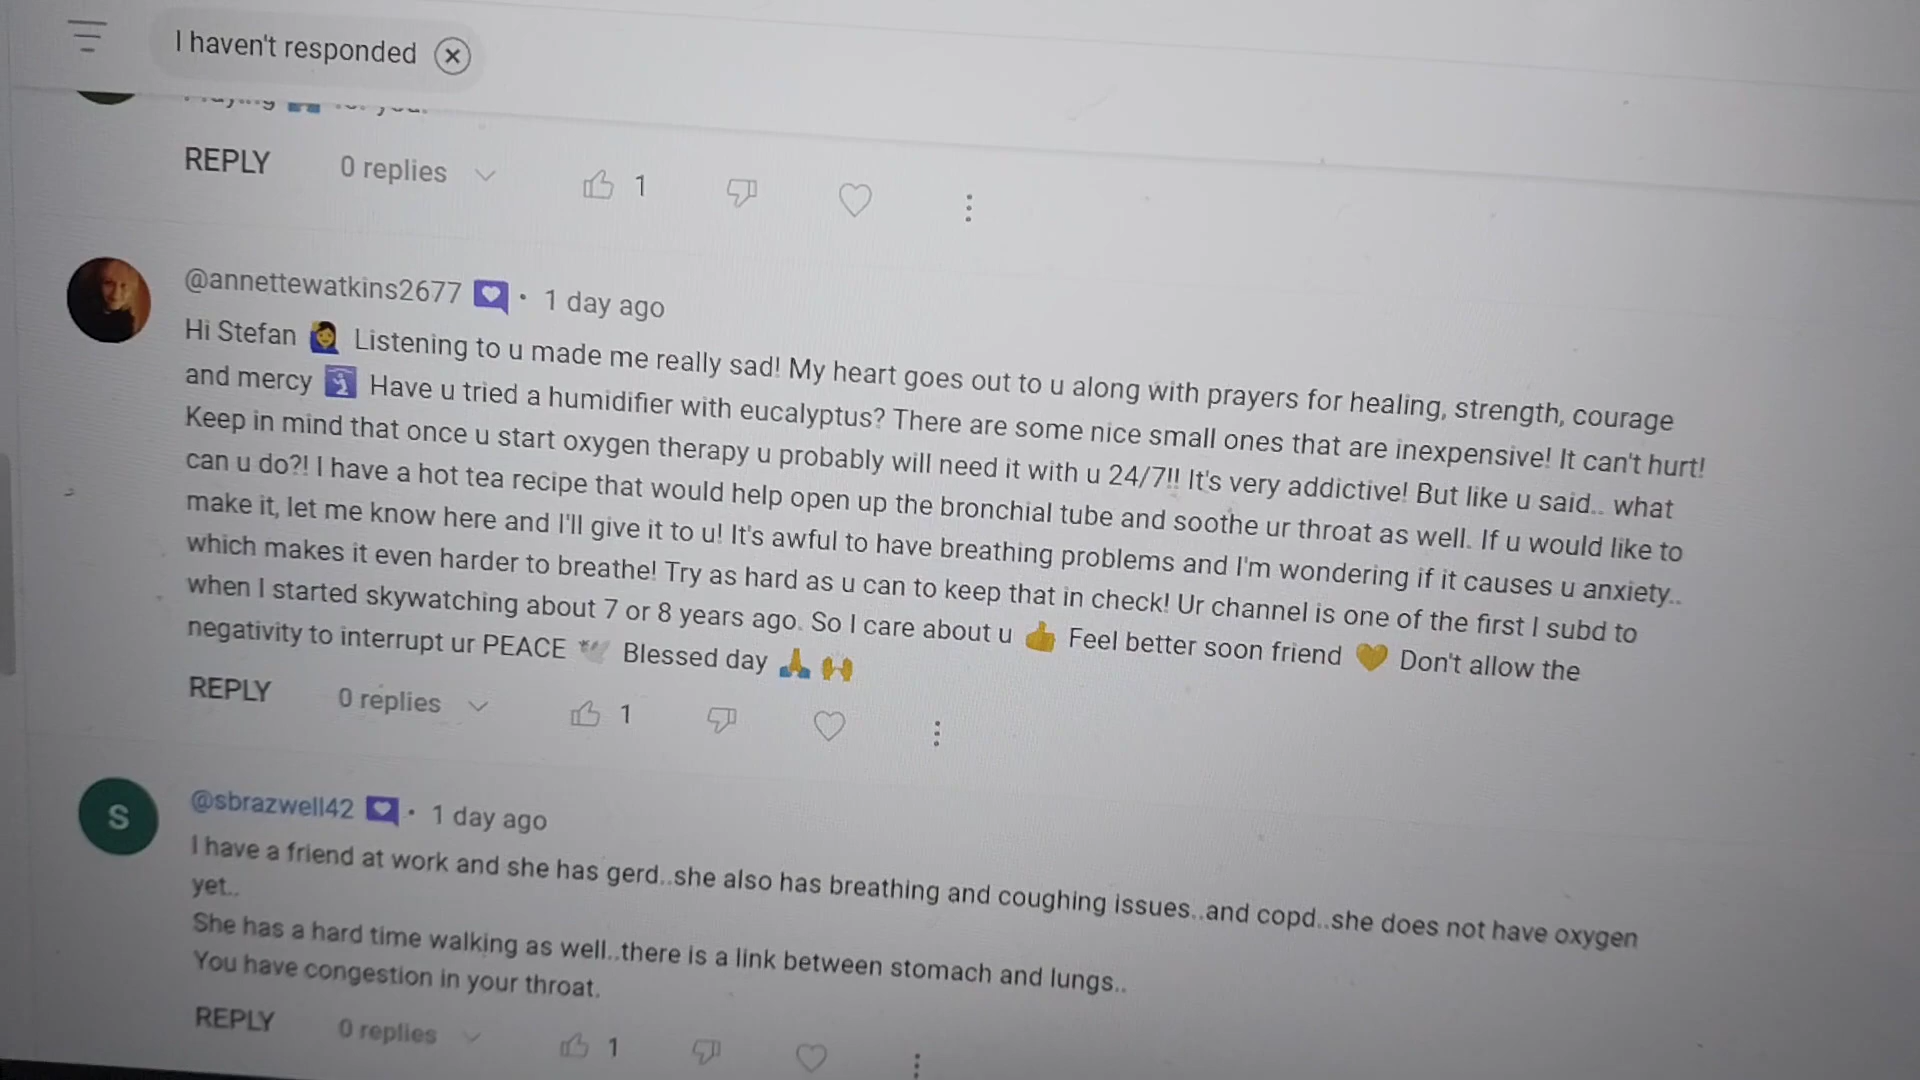 I haven't responded
REPLY 0 replies 1
@annettewatkins2677 · 1 day ago
Hi Stefan 🙋‍♀️ Listening to u made me really sad! My heart goes out to u along with prayers for healing, strength, courage
and mercy 🛐 Have u tried a humidifier with eucalyptus? There are some nice small ones that are inexpensive! It can't hurt!
Keep in mind that once u start oxygen therapy u probably will need it with u 24/7!! It's very addictive! But like u said.. what
can u do?! I have a hot tea recipe that would help open up the bronchial tube and soothe ur throat as well. If u would like to
make it, let me know here and I'll give it to u! It's awful to have breathing problems and I'm wondering if it causes u anxiety..
which makes it even harder to breathe! Try as hard as u can to keep that in check! Ur channel is one of the first I subd to
when I started skywatching about 7 or 8 years ago. So I care about u 👍 Feel better soon friend 💛 Don't allow the
negativity to interrupt ur PEACE 🕊 Blessed day 🙏 🙌
REPLY 0 replies 1
S
@sbrazwell42 · 1 day ago
I have a friend at work and she has gerd..she also has breathing and coughing issues..and copd..she does not have oxygen
yet..
She has a hard time walking as well..there is a link between stomach and lungs..
You have congestion in your throat.
REPLY 0 replies 1